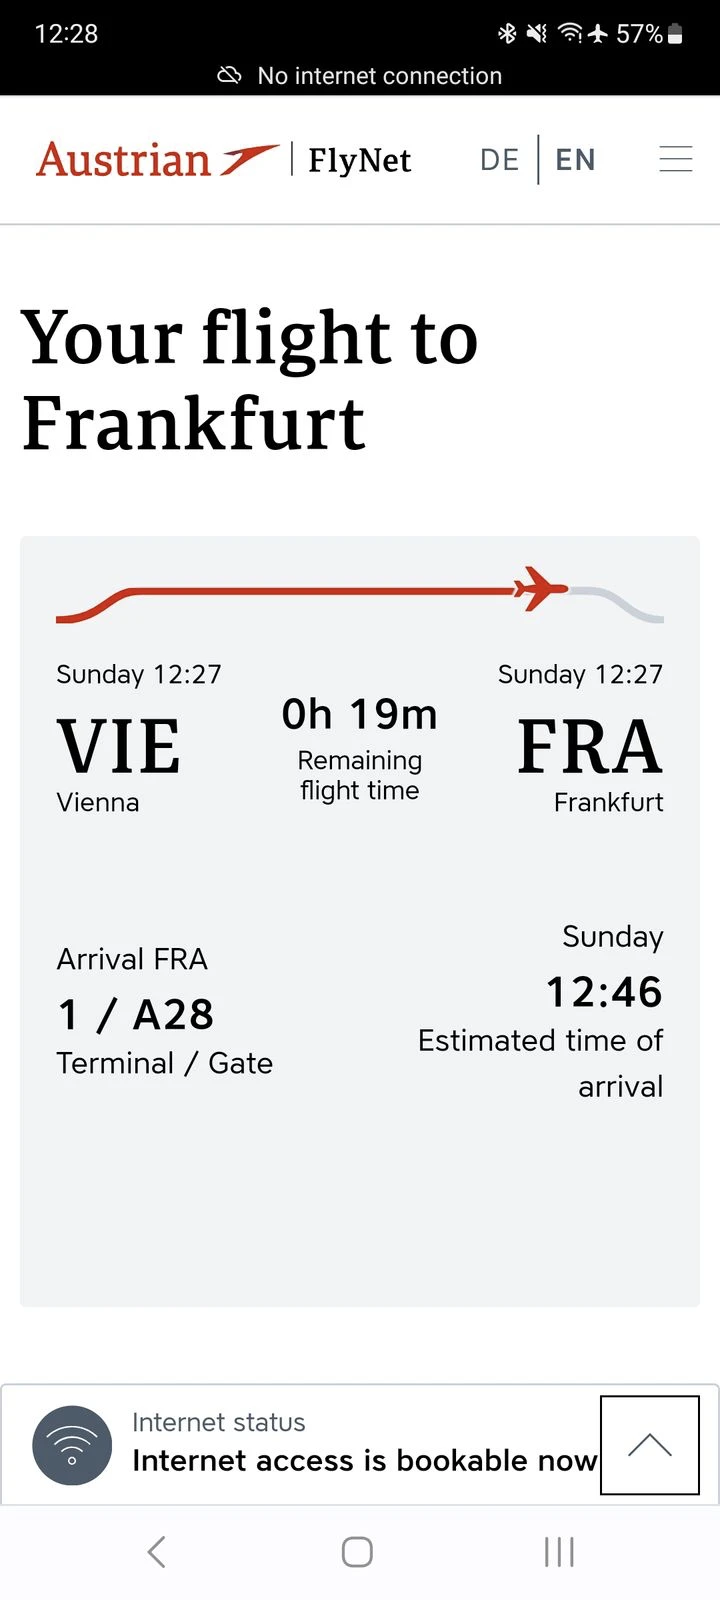 12:28
57%
No internet connection
Austrian | FlyNet
DE | EN
Your flight to
Frankfurt
Sunday 12:27
Sunday 12:27
0h 19m
VIE
FRA
Remaining
flight time
Vienna
Frankfurt
Sunday
Arrival FRA
12:46
1 / A28
Estimated time of
arrival
Terminal / Gate
Internet status
Internet access is bookable now